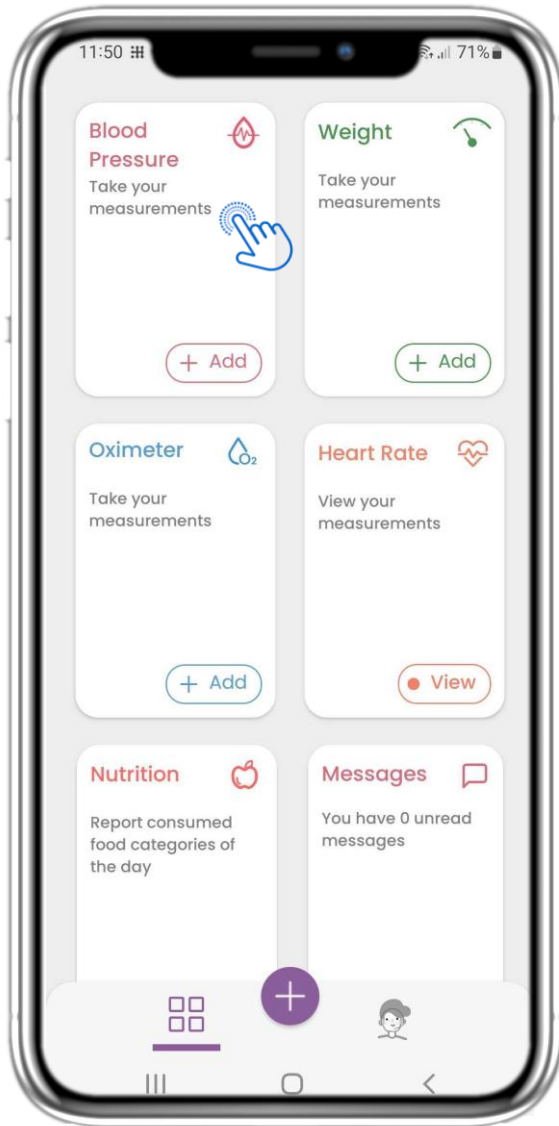 11:50
71%
Blood
Pressure
Take your
measurements
+ Add
Weight
Take your
measurements
+ Add
Oximeter
O₂
Take your
measurements
+ Add
Heart Rate
View your
measurements
View
Nutrition
Report consumed
food categories of
the day
Messages
You have 0 unread
messages